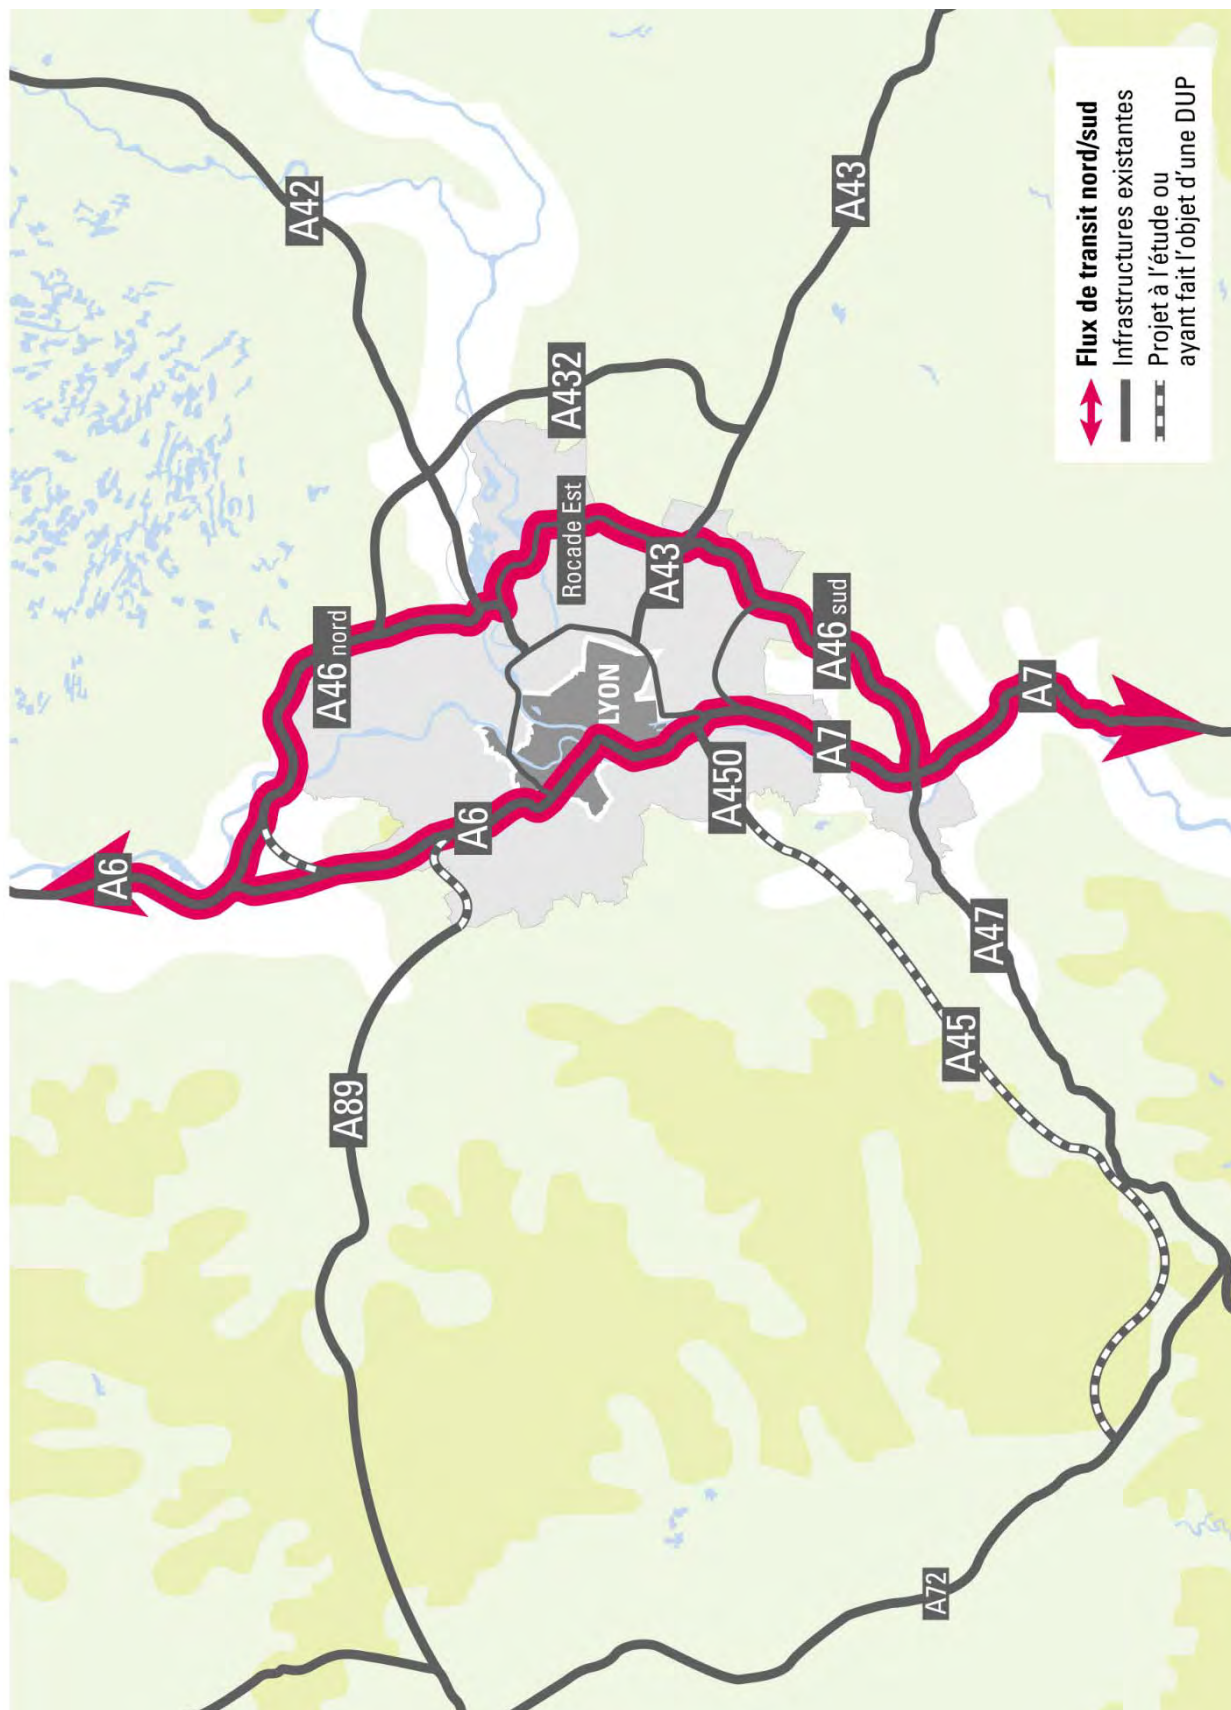 A6
A42
A46 nord
A89
A6
A432
Rocade Est
LYON
A43
A450
A7
A46 sud
A43
A72
A45
A47
A7
Flux de transit nord/sud
Infrastructures existantes
Projet à l'étude ou
ayant fait l'objet d'une DUP